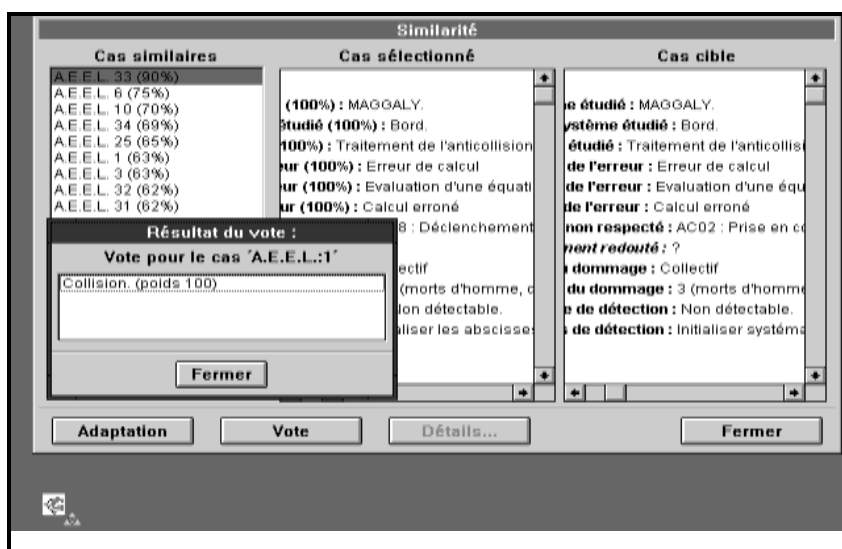 Similarité
Cas similaires
A.E.E.L. 33 (90%)
A.E.E.L. 6 (75%)
A.E.E.L. 10 (70%)
A.E.E.L. 34 (69%)
A.E.E.L. 25 (65%)
A.E.E.L. 1 (63%)
A.E.E.L. 3 (63%)
A.E.E.L. 32 (62%)
A.E.E.L. 31 (62%)
Cas sélectionné
(100%) : MAGGALY.
étudié (100%) : Bord.
100%) : Traitement de l'anticollision
eur (100%) : Erreur de calcul
ur (100%) : Evaluation d'une équati
ur (100%) : Calcul erroné
8 : Déclenchement
ectif
(morts d'homme,
Non détectable.
aliser les abscisse
Cas cible
e étudié : MAGGALY.
ystème étudié : Bord.
étudié : Traitement de l'anticollisi
de l'erreur : Erreur de calcul
de l'erreur : Evaluation d'une équ
de l'erreur : Calcul erroné
non respecté : AC02 : Prise en co
ment redouté : ?
dommage : Collectif
du dommage : 3 (morts d'homme
e de détection : Non détectable.
s de détection : Initialiser systéma
Résultat du vote :
Vote pour le cas ´A.E.E.L.:1´
Collision. (poids 100)
Fermer
Adaptation
Vote
Détails...
Fermer